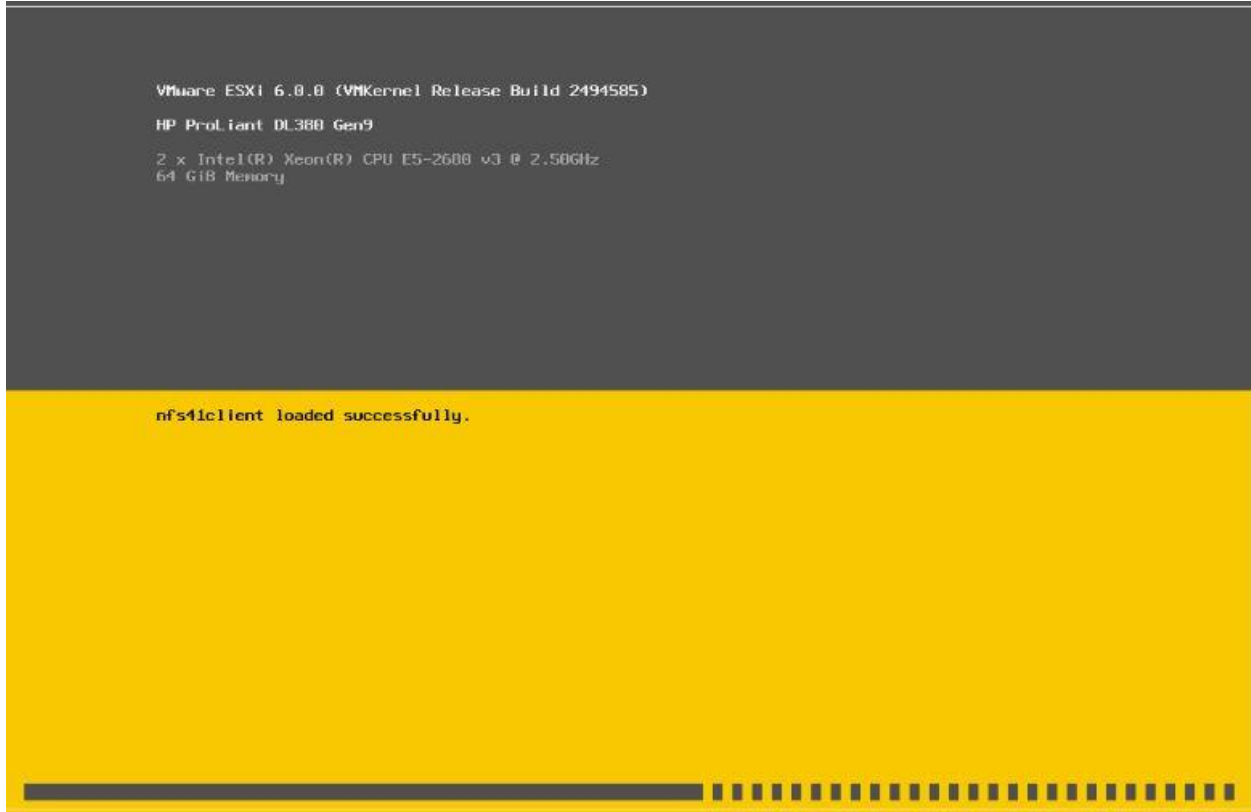 VMware ESXi 6.0.0 (VMKernel Release Build 2494585)
HP ProLiant DL380 Gen9
2 x Intel(R) Xeon(R) CPU E5-2680 v3 @ 2.50GHz
64 GiB Memory
nfs41client loaded successfully.